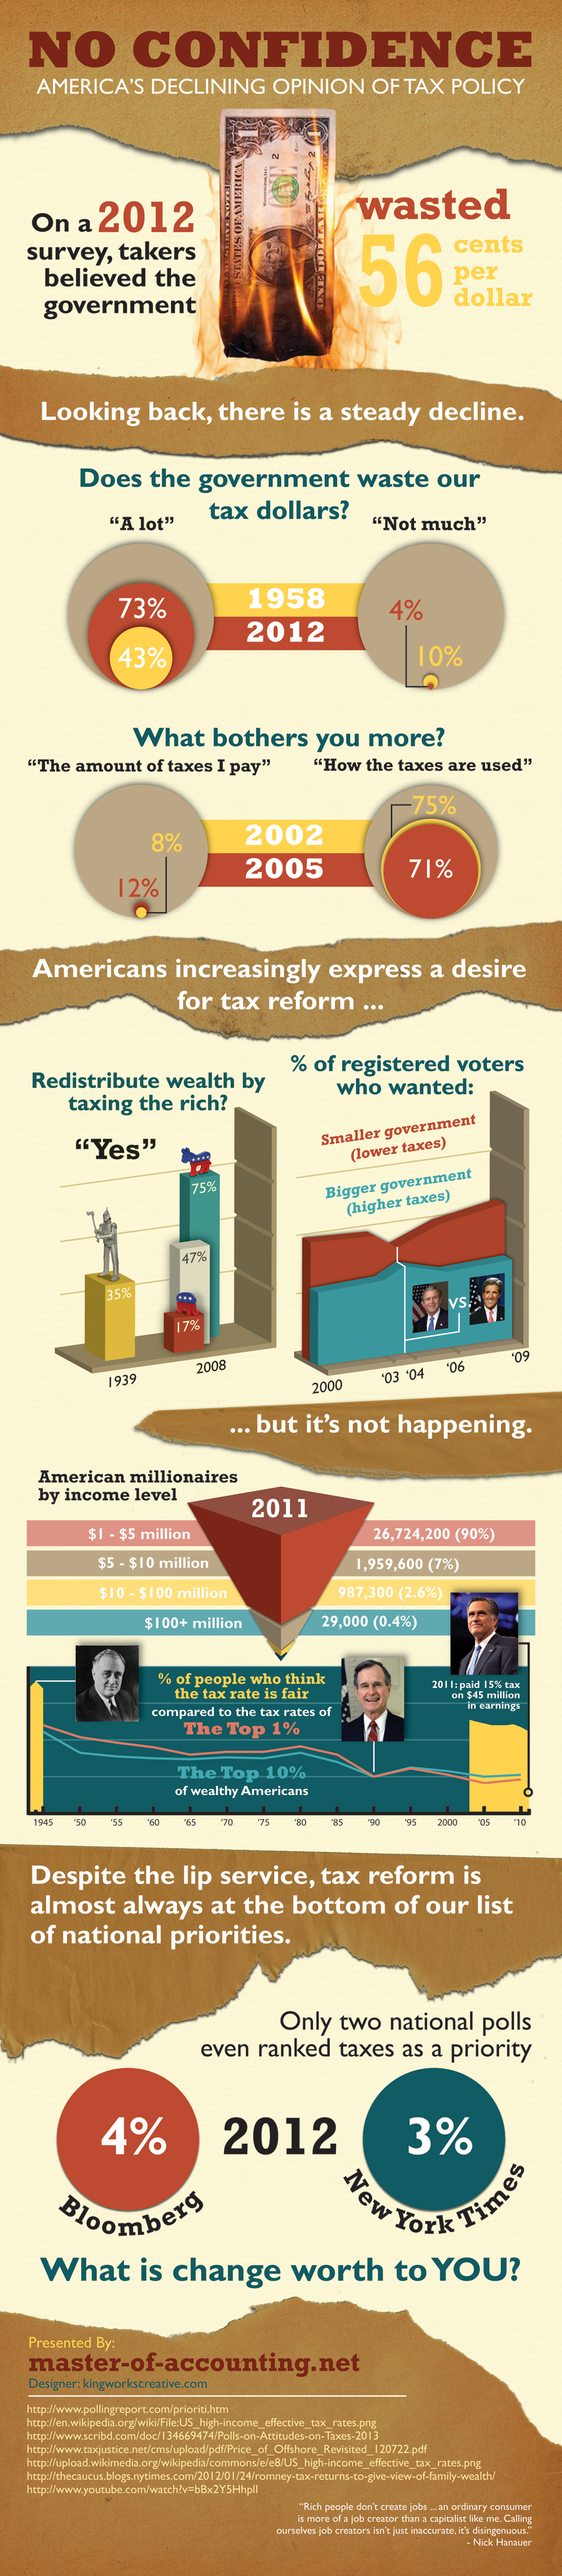 NO CONFIDENCE
AMERICA'S DECLINING OPINION OF TAX POLICY
On a 2012
survey, takers
believed the
government
wasted
56
cents
per
dollar
Looking back, there is a steady decline.
Does the government waste our
tax dollars?
"A lot"
"Not much"
73%
43%
1958
2012
4%
10%
What bothers you more?
"The amount of taxes I pay"
"How the taxes are used"
8%
12%
2002
2005
75%
71%
Americans increasingly express a desire
for tax reform ...
Redistribute wealth by
taxing the rich?
"Yes"
75%
47%
35%
17%
1939
2008
% of registered voters
who wanted:
Smaller government
(lower taxes)
Bigger government
(higher taxes)
VS.
2000
'03
'04
'06
'09
... but it's not happening.
American millionaires
by income level
2011
$1 - $5 million
26,724,200 (90%)
$5 - $10 million
1,959,600 (7%)
$10 - $100 million
987,300 (2.6%)
$100+ million
29,000 (0.4%)
% of people who think
the tax rate is fair
compared to the tax rates of
The Top 1%
The Top 10%
of wealthy Americans
2011: paid 15% tax
on $45 million
in earnings
1945 '50 '55 '60 '65 '70 '75 '80 '85 '90 '95 2000 '05 '10
Despite the lip service, tax reform is
almost always at the bottom of our list
of national priorities.
Only two national polls
even ranked taxes as a priority
4%
2012
3%
Bloomberg
New York Times
What is change worth to YOU?
Presented By:
master-of-accounting.net
Designer: kingworkscreative.com
http://www.pollingreport.com/prioriti.htm
http://en.wikipedia.org/wiki/File:US_high-income_effective_tax_rates.png
http://www.scribd.com/doc/134669474/Polls-on-Attitudes-on-Taxes-2013
http://www.taxjustice.net/cms/upload/pdf/Price_of_Offshore_Revisited_120722.pdf
http://upload.wikimedia.org/wikipedia/commons/e/e8/US_high-income_effective_tax_rates.png
http://thecaucus.blogs.nytimes.com/2012/01/24/romney-tax-returns-to-give-view-of-family-wealth/
http://www.youtube.com/watch?v=bBx2Y5HhplI
"Rich people don't create jobs ... an ordinary consumer
is more of a job creator than a capitalist like me. Calling
ourselves job creators isn't just inaccurate, it's disingenuous."
- Nick Hanauer